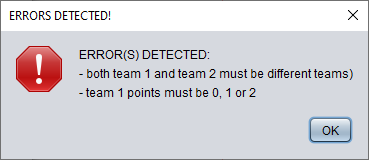 ERRORS DETECTED!
ERROR(S) DETECTED:
- both team 1 and team 2 must be different teams)
- team 1 points must be 0, 1 or 2
OK